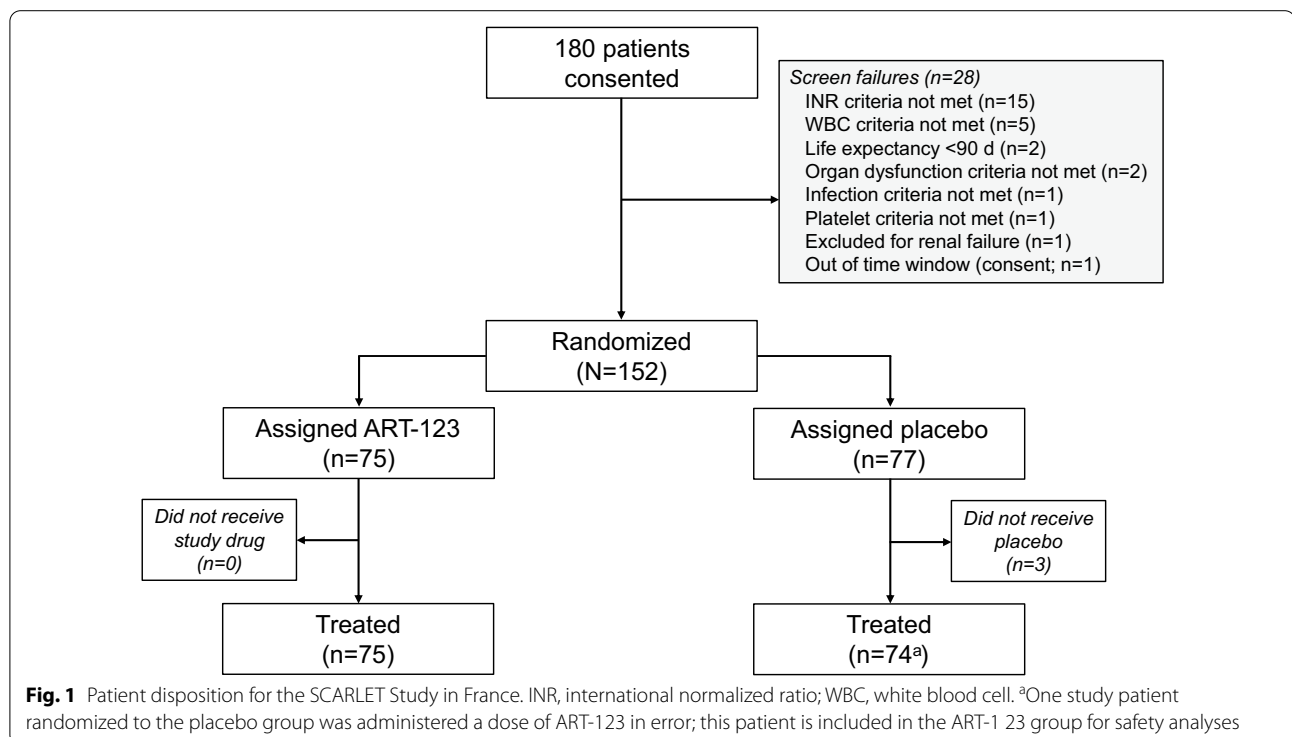 180 patients
consented
Screen failures (n=28)
INR criteria not met (n=15)
WBC criteria not met (n=5)
Life expectancy <90 d (n=2)
Organ dysfunction criteria not met (n=2)
Infection criteria not met (n=1)
Platelet criteria not met (n=1)
Excluded for renal failure (n=1)
Out of time window (consent; n=1)
Randomized
(N=152)
Assigned ART-123
(n=75)
Assigned placebo
(n=77)
Did not receive
study drug
(n=0)
Did not receive
placebo
(n=3)
Treated
(n=75)
Treated
(n=74ᵃ)
Fig. 1 Patient disposition for the SCARLET Study in France. INR, international normalized ratio; WBC, white blood cell. ᵃOne study patient
randomized to the placebo group was administered a dose of ART-123 in error; this patient is included in the ART-1 23 group for safety analyses